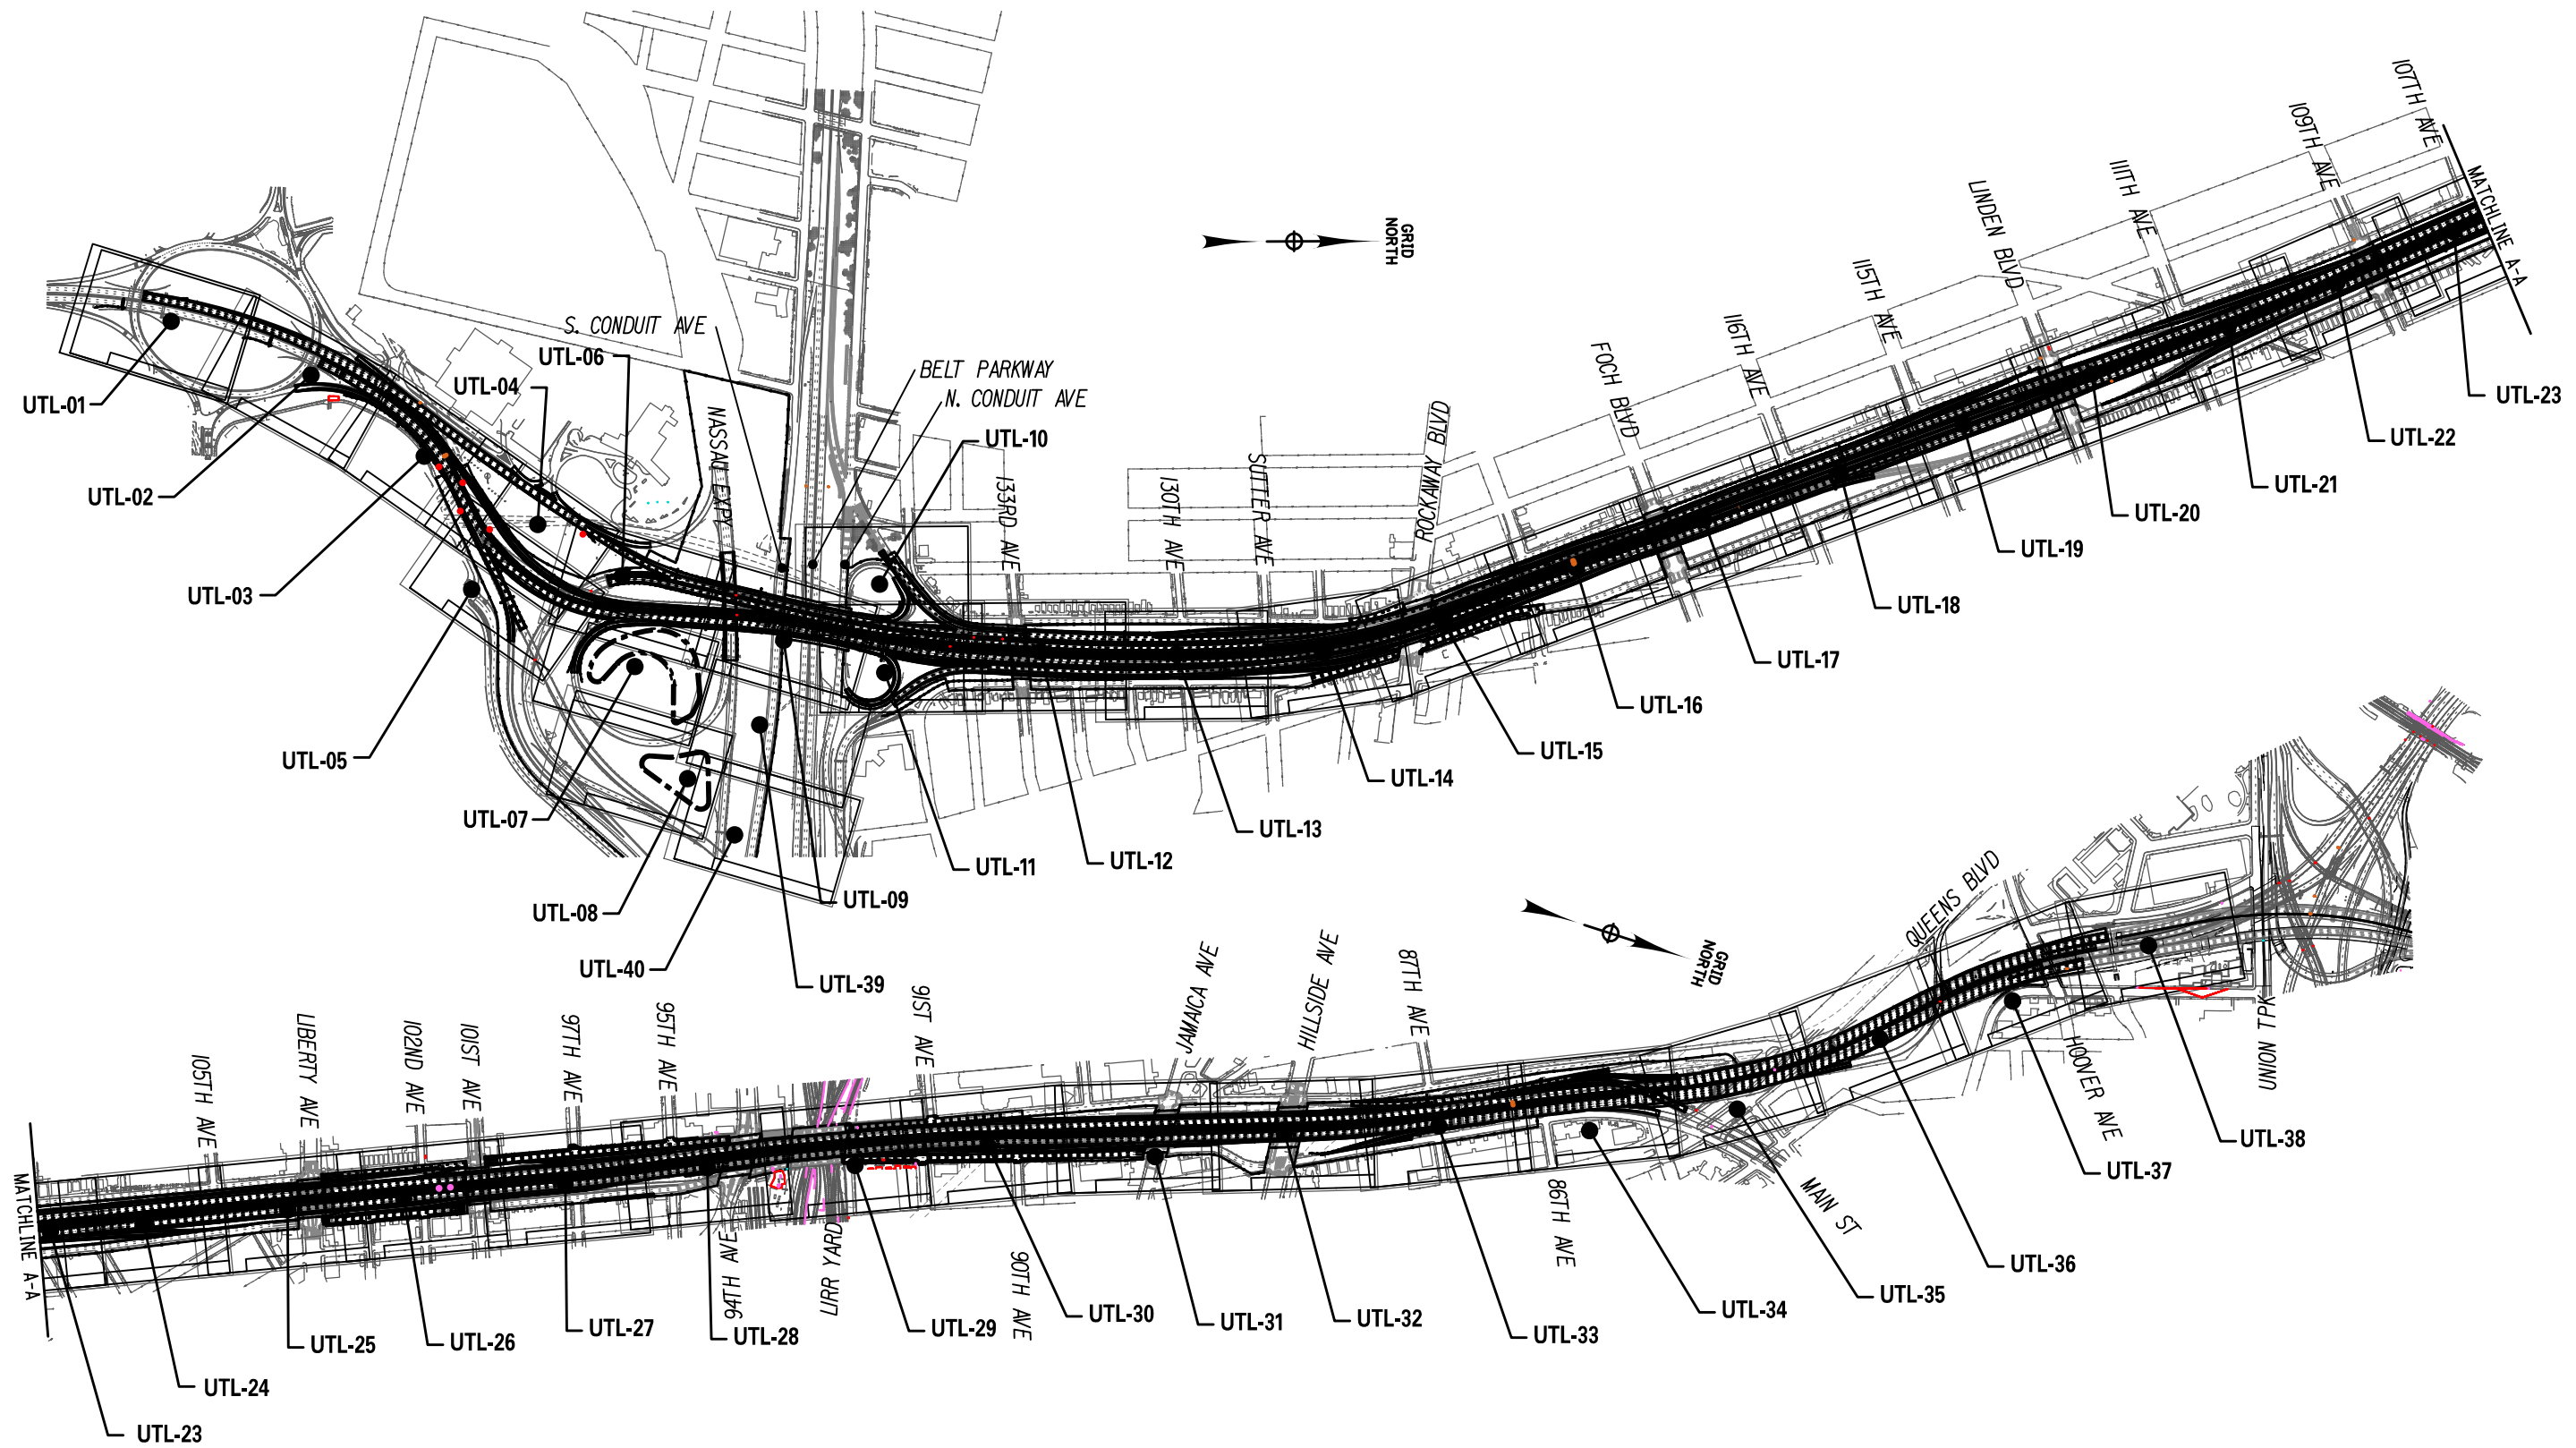 107TH AVE
109TH AVE
111TH AVE
LINDEN BLVD
115TH AVE
116TH AVE
FOCH BLVD
MATCHLINE A-A
GRID
NORTH
S. CONDUIT AVE
BELT PARKWAY
N. CONDUIT AVE
NASSAU EXPY
133RD AVE
130TH AVE
SUTTER AVE
ROCKAWAY BLVD
UTL-01
UTL-02
UTL-03
UTL-04
UTL-05
UTL-06
UTL-07
UTL-08
UTL-40
UTL-39
UTL-09
UTL-10
UTL-11
UTL-12
UTL-13
UTL-14
UTL-15
UTL-16
UTL-17
UTL-18
UTL-19
UTL-20
UTL-21
UTL-22
UTL-23
GRID
NORTH
MATCHLINE A-A
105TH AVE
LIBERTY AVE
102ND AVE
101ST AVE
97TH AVE
95TH AVE
94TH AVE
LIRR YARD
91ST AVE
90TH AVE
JAMAICA AVE
HILLSIDE AVE
87TH AVE
86TH AVE
MAIN ST
QUEENS BLVD
HOOVER AVE
UNION TPK
UTL-23
UTL-24
UTL-25
UTL-26
UTL-27
UTL-28
UTL-29
UTL-30
UTL-31
UTL-32
UTL-33
UTL-34
UTL-35
UTL-36
UTL-37
UTL-38